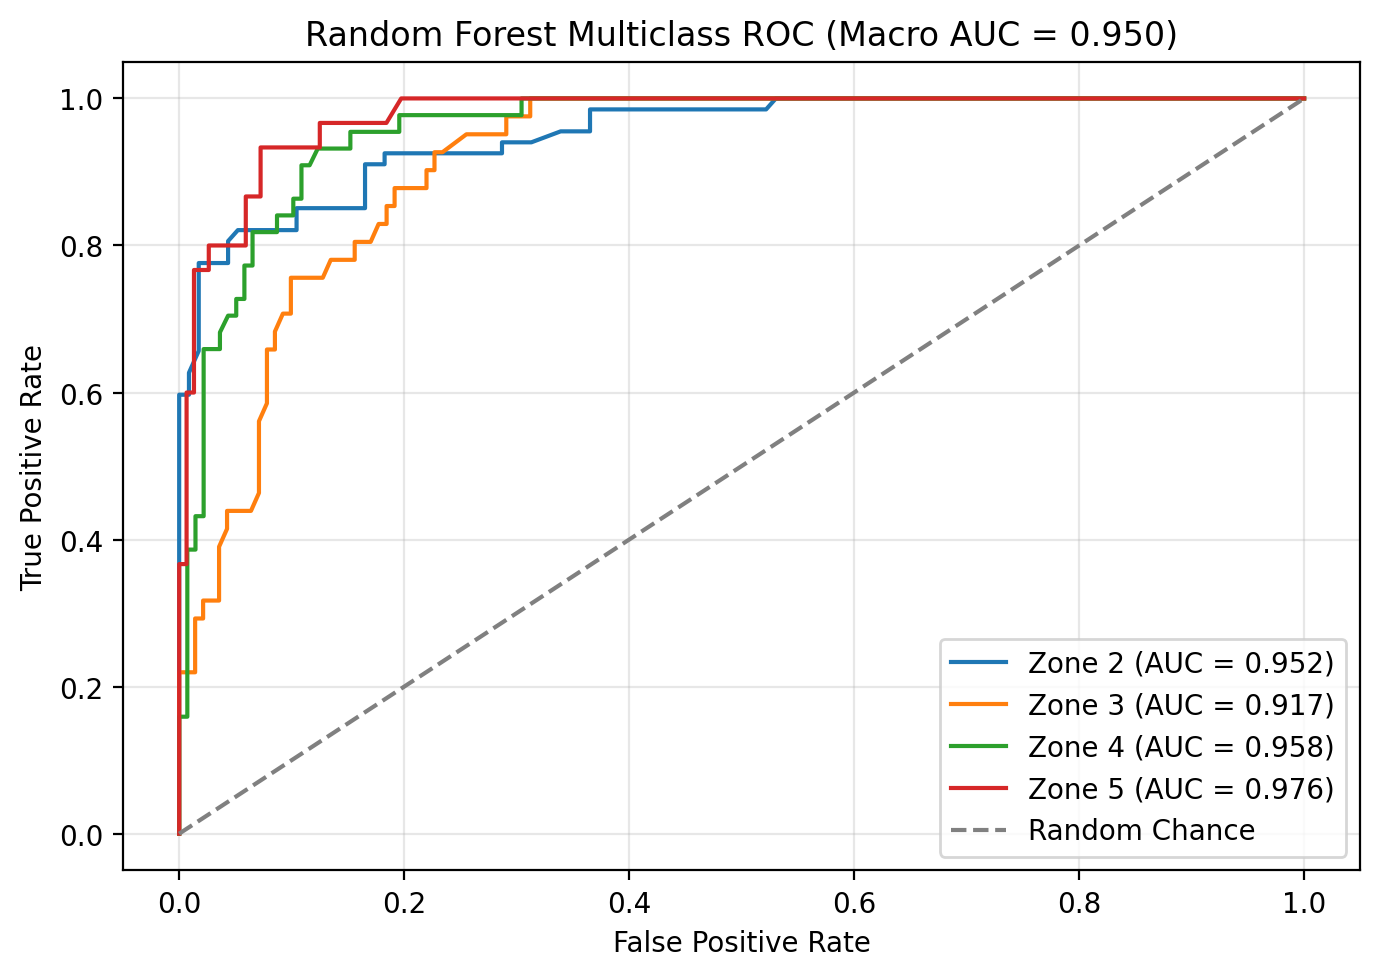 Random Forest Multiclass ROC (Macro AUC = 0.950)
True Positive Rate
1.0
0.8
0.6
0.4
0.2
0.0
0.0 0.2 0.4 0.6 0.8 1.0
False Positive Rate
Zone 2 (AUC = 0.952)
Zone 3 (AUC = 0.917)
Zone 4 (AUC = 0.958)
Zone 5 (AUC = 0.976)
Random Chance